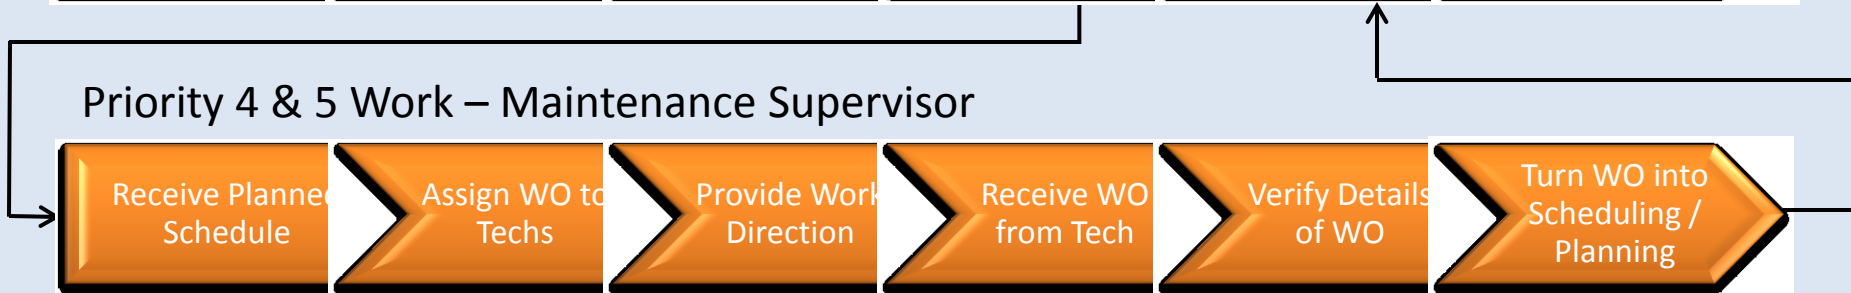 Priority 4 & 5 Work – Maintenance Supervisor
Receive Planned
Schedule
Assign WO to
Techs
Provide Work
Direction
Receive WO
from Tech
Verify Details
of WO
Turn WO into
Scheduling /
Planning